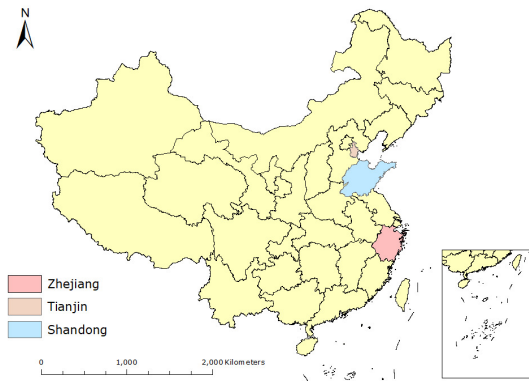 N
Zhejiang
Tianjin
Shandong
0 1,000 2,000 Kilometers